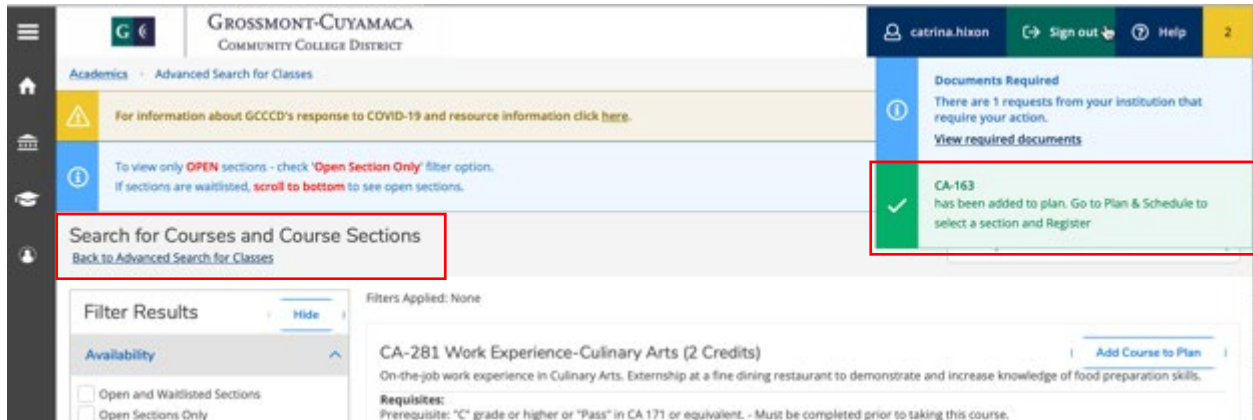 G C
GROSSMONT-CUYAMACA
COMMUNITY COLLEGE DISTRICT
catrina.hixon
Sign out
Help
2
Academics · Advanced Search for Classes
For information about GCCCD's response to COVID-19 and resource information click here.
To view only OPEN sections - check 'Open Section Only' filter option.
If sections are waitlisted, scroll to bottom to see open sections.
Documents Required
There are 1 requests from your institution that
require your action.
View required documents
CA-163
has been added to plan. Go to Plan & Schedule to
select a section and Register
Search for Courses and Course Sections
Back to Advanced Search for Classes
Filter Results
Hide
Availability
Open and Waitlisted Sections
Open Sections Only
Filters Applied: None
CA-281 Work Experience-Culinary Arts (2 Credits)
Add Course to Plan
On-the-job work experience in Culinary Arts. Externship at a fine dining restaurant to demonstrate and increase knowledge of food preparation skills.
Requisites:
Prerequisite: "C" grade or higher or "Pass" in CA 171 or equivalent. - Must be completed prior to taking this course.